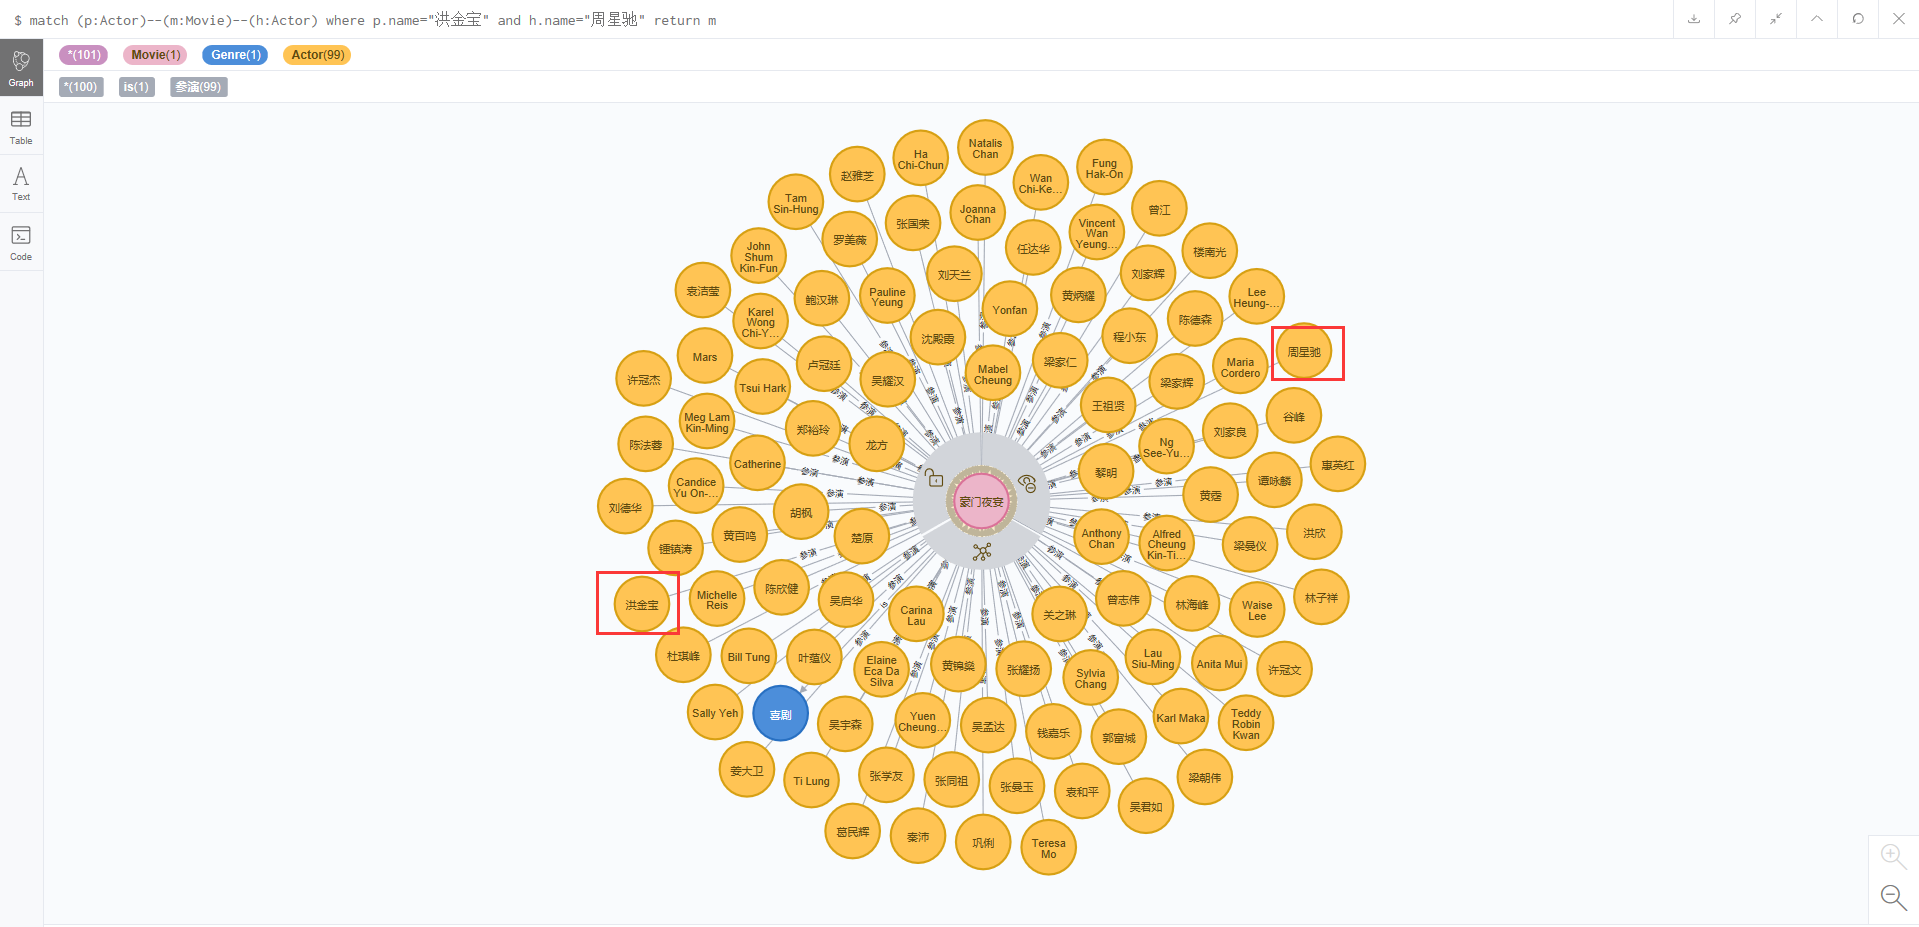 $ match (p:Actor)--(m:Movie)--(h:Actor) where p.name="洪金宝" and h.name="周星驰" return m
*(101) Movie(1) Genre(1) Actor(99)
*(100) is(1) 参演(99)
Graph
Table
Text
Code
Natalis Chan
Ha Chi-Chun
Fung Hak-On
赵雅芝
Wan Chi-Ke...
Tam Sin-Hung
Joanna Chan
曾江
张国荣
Vincent Wan Yeung...
罗美薇
任达华
楼南光
John Shum Kin-Fun
刘天兰
刘家辉
袁洁莹
鲍汉琳
Pauline Yeung
黄炳耀
Lee Heung-...
Yonfan
Karel Wong Chi-Y...
陈德森
沈殿霞
程小东
周星驰
Mars
卢冠廷
梁家仁
Maria Cordero
Mabel Cheung
许冠杰
吴耀汉
梁家辉
Tsui Hark
王祖贤
谷峰
Meg Lam Kin-Ming
郑裕玲
刘家良
陈法蓉
龙方
Ng See-Yu...
Catherine
惠英红
黎明
谭咏麟
Candice Yu On-...
黄霑
豪门夜宴
刘德华
胡枫
洪欣
黄百鸣
楚原
Anthony Chan
Alfred Cheung Kin-Ti...
梁曼仪
锺镇涛
陈欣健
林子祥
洪金宝
Michelle Reis
吴启华
曾志伟
林海峰
Waise Lee
Carina Lau
关之琳
杜琪峰
Bill Tung
叶蕴仪
Elaine Eca Da Silva
黄锦燊
张耀扬
Sylvia Chang
Lau Siu-Ming
Anita Mui
许冠文
Sally Yeh
喜剧
吴宇森
Yuen Cheung...
吴孟达
钱嘉乐
郭富城
Karl Maka
Teddy Robin Kwan
姜大卫
Ti Lung
张学友
张同祖
张曼玉
袁和平
吴君如
梁朝伟
葛民辉
秦沛
巩俐
Teresa Mo
参演